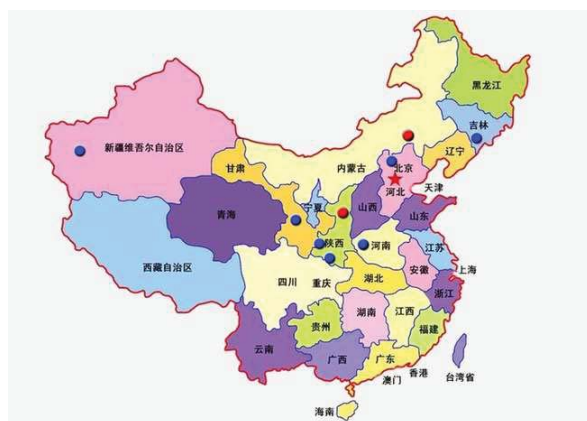 黑龙江
吉林
辽宁
新疆维吾尔自治区
甘肃
内蒙古
北京
河北
天津
宁夏
山西
山东
青海
陕西
河南
江苏
西藏自治区
四川
重庆
湖北
安徽
上海
浙江
湖南
江西
贵州
福建
云南
广西
广东
香港
澳门
台湾省
海南